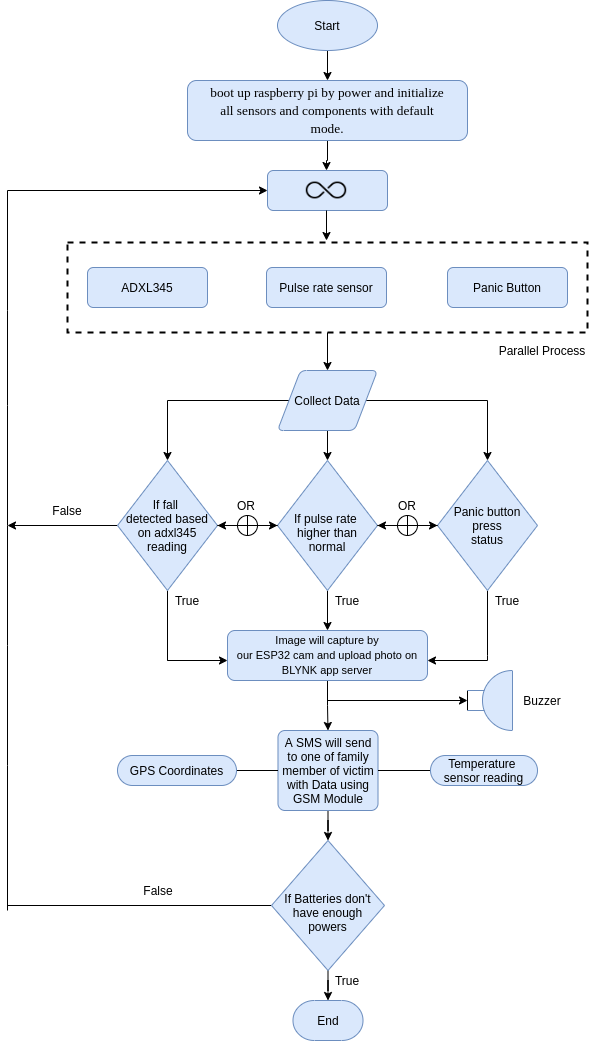 Start
boot up raspberry pi by power and initialize
all sensors and components with default
mode.
ADXL345
Pulse rate sensor
Panic Button
Parallel Process
Collect Data
False
If fall
detected based
on adxl345
reading
OR
If pulse rate
higher than
normal
OR
Panic button
press
status
True
True
True
Image will capture by
our ESP32 cam and upload photo on
BLYNK app server
Buzzer
GPS Coordinates
A SMS will send
to one of family
member of victim
with Data using
GSM Module
Temperature
sensor reading
False
If Batteries don't
have enough
powers
True
End